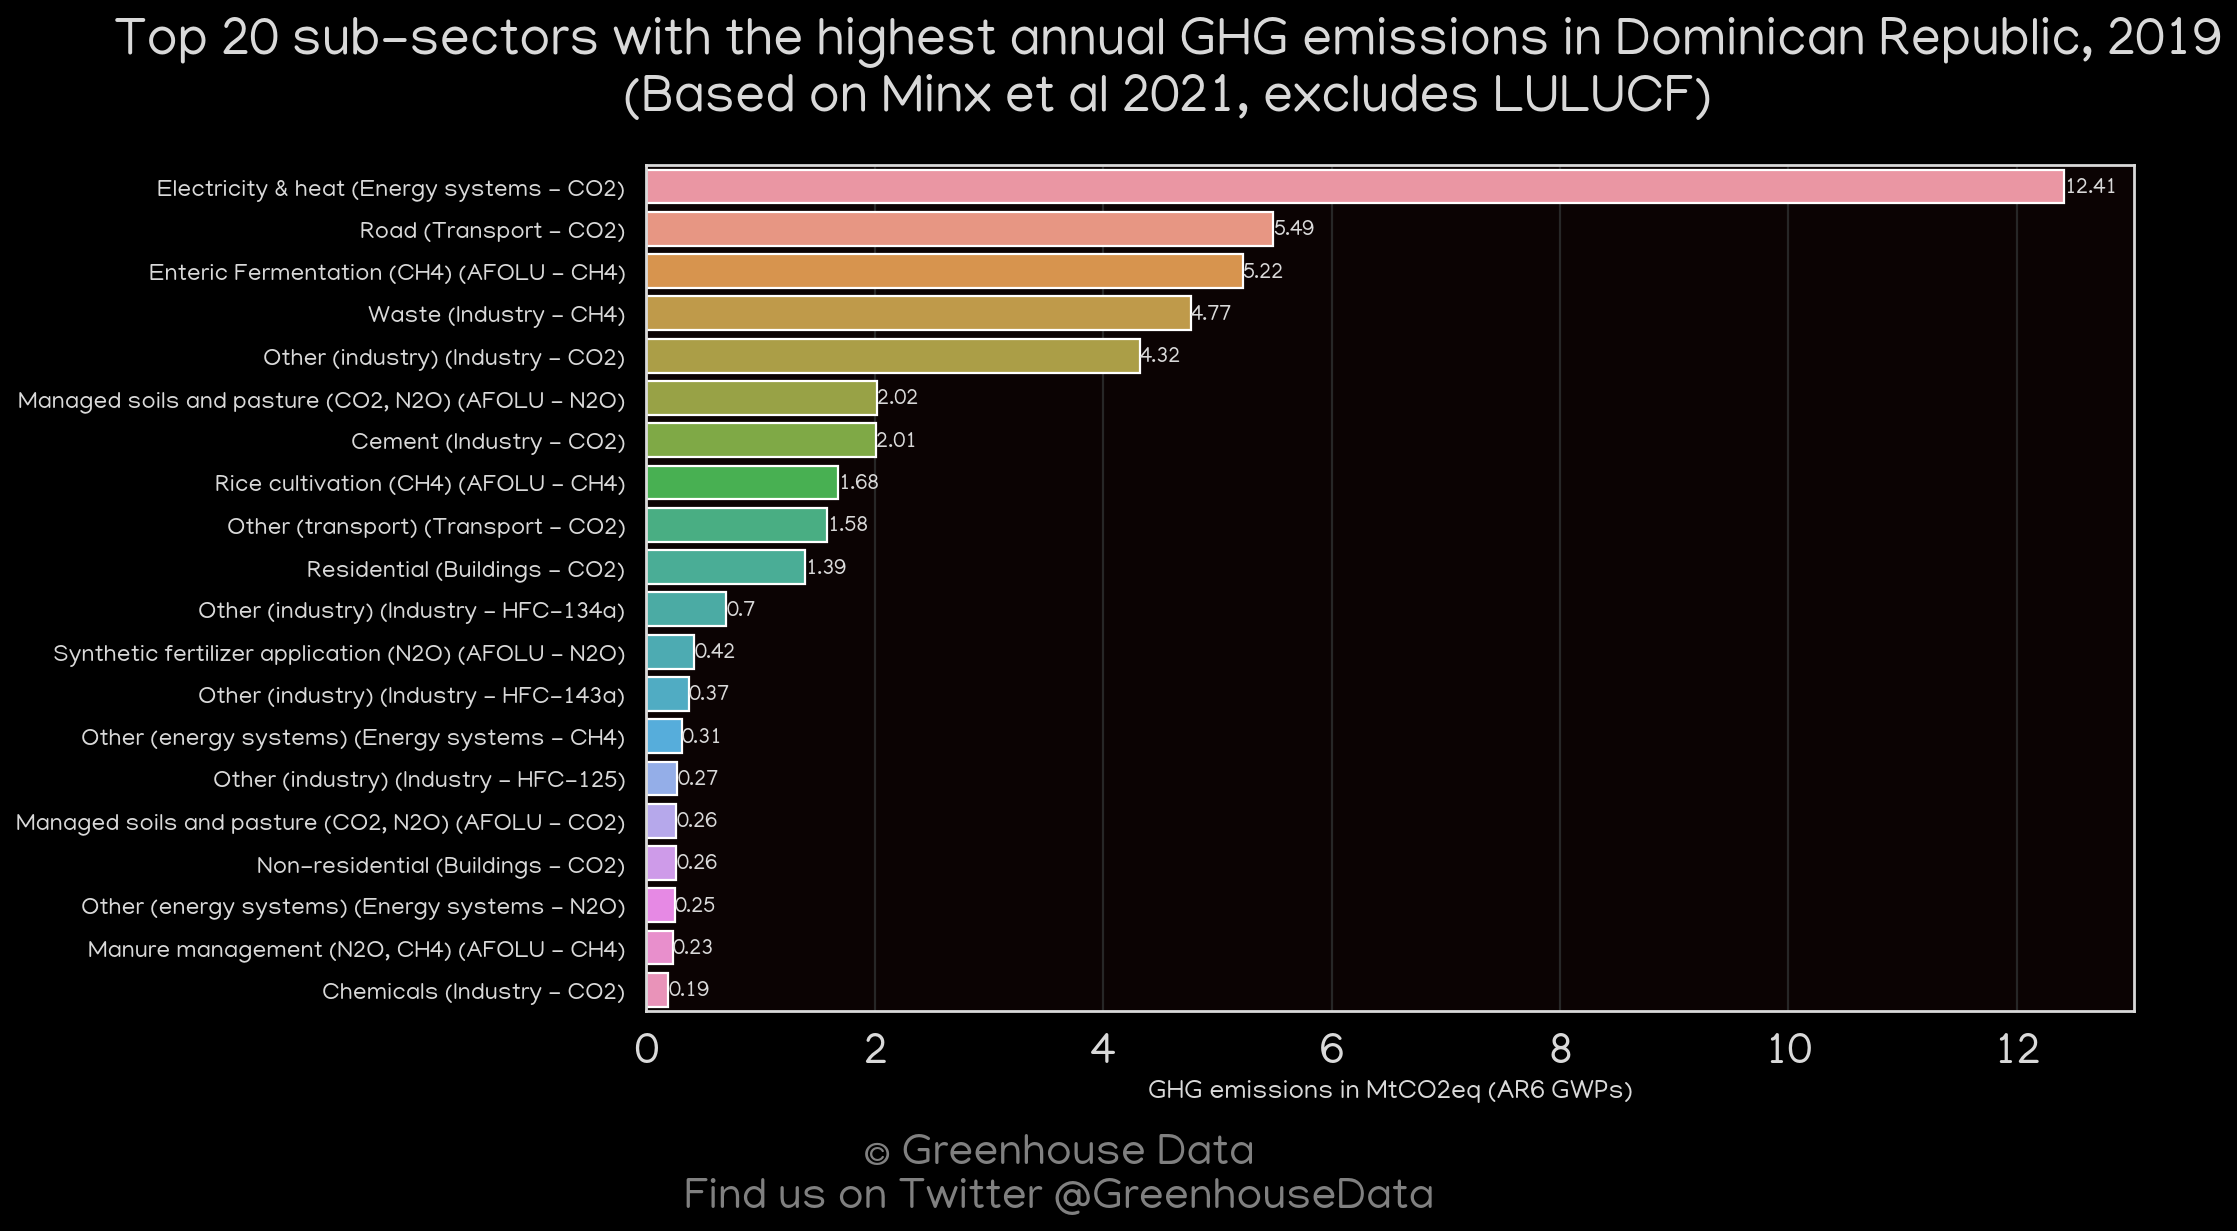 Top 20 sub-sectors with the highest annual GHG emissions in Dominican Republic, 2019
(Based on Minx et al 2021, excludes LULUCF)
Electricity & heat (Energy systems - CO2) 12.41
Road (Transport - CO2) 5.49
Enteric Fermentation (CH4) (AFOLU - CH4) 5.22
Waste (Industry - CH4) 4.77
Other (industry) (Industry - CO2) 4.32
Managed soils and pasture (CO2, N2O) (AFOLU - N2O) 2.02
Cement (Industry - CO2) 2.01
Rice cultivation (CH4) (AFOLU - CH4) 1.68
Other (transport) (Transport - CO2) 1.58
Residential (Buildings - CO2) 1.39
Other (industry) (Industry - HFC-134a) 0.7
Synthetic fertilizer application (N2O) (AFOLU - N2O) 0.42
Other (industry) (Industry - HFC-143a) 0.37
Other (energy systems) (Energy systems - CH4) 0.31
Other (industry) (Industry - HFC-125) 0.27
Managed soils and pasture (CO2, N2O) (AFOLU - CO2) 0.26
Non-residential (Buildings - CO2) 0.26
Other (energy systems) (Energy systems - N2O) 0.25
Manure management (N2O, CH4) (AFOLU - CH4) 0.23
Chemicals (Industry - CO2) 0.19
0 2 4 6 8 10 12
GHG emissions in MtCO2eq (AR6 GWPs)
© Greenhouse Data
Find us on Twitter @GreenhouseData